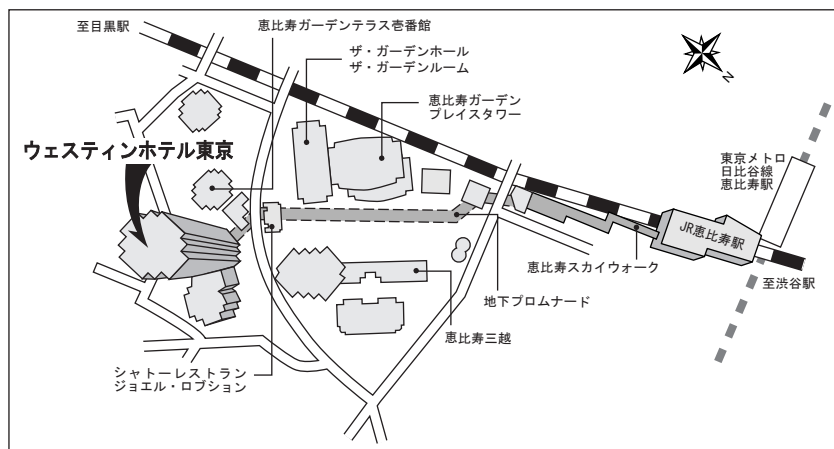 至目黒駅
恵比寿ガーデンテラス壱番館
ザ・ガーデンホール
ザ・ガーデンルーム
恵比寿ガーデン
プレイスタワー
N
ウェスティンホテル東京
東京メトロ
日比谷線
恵比寿駅
JR恵比寿駅
恵比寿スカイウォーク
至渋谷駅
地下プロムナード
恵比寿三越
シャトーレストラン
ジョエル・ロブション